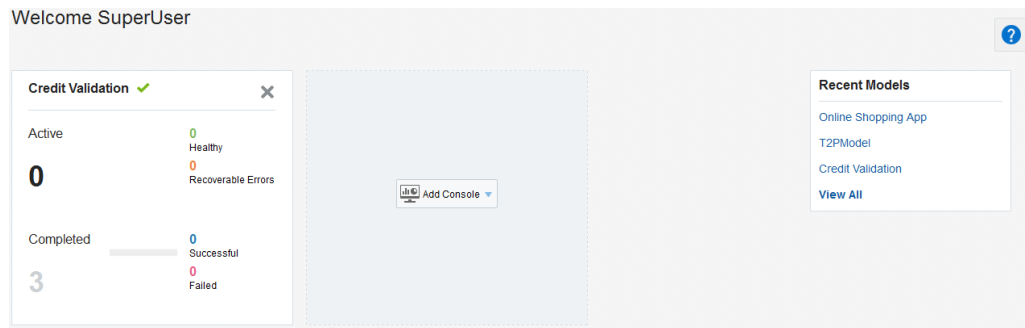 Welcome SuperUser
?
Credit Validation
Active
0
0
Healthy
0
Recoverable Errors
Completed
3
0
Successful
0
Failed
Add Console
Recent Models
Online Shopping App
T2PModel
Credit Validation
View All